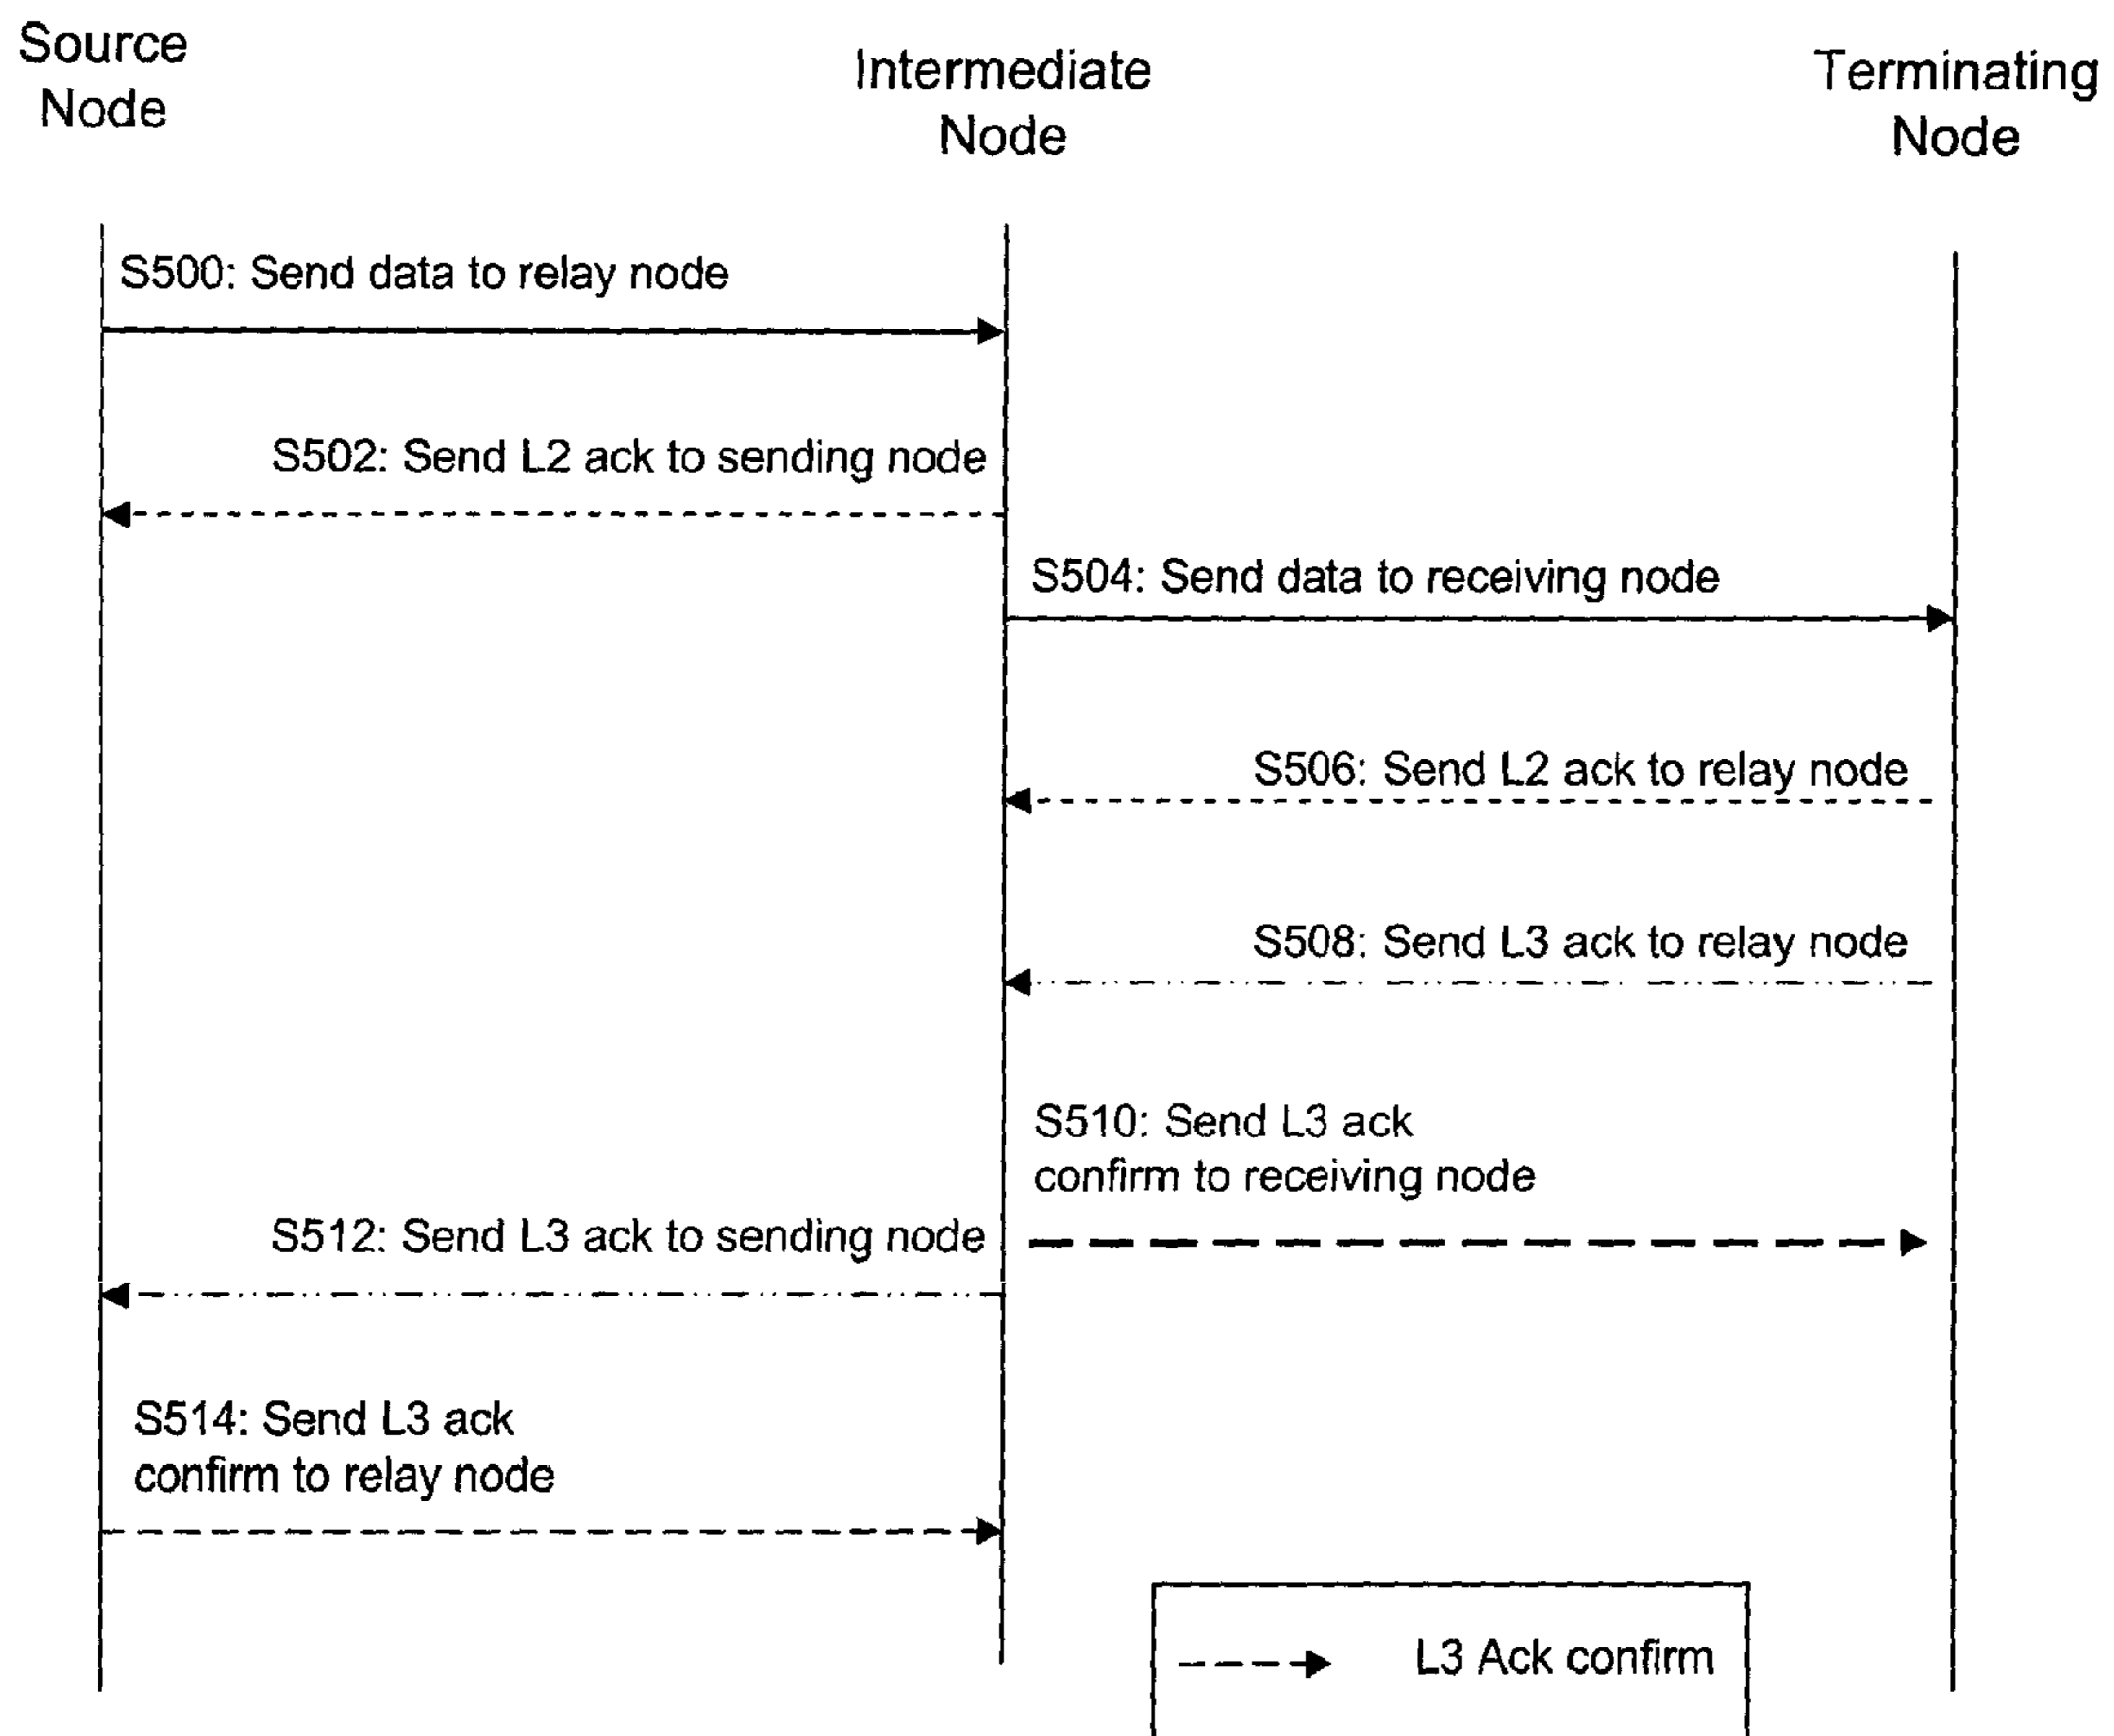 Source
Node
Intermediate
Node
Terminating
Node
S500: Send data to relay node
S502: Send L2 ack to sending node
S504: Send data to receiving node
S506: Send L2 ack to relay node
S508: Send L3 ack to relay node
S510: Send L3 ack
confirm to receiving node
S512: Send L3 ack to sending node
S514: Send L3 ack
confirm to relay node
L3 Ack confirm